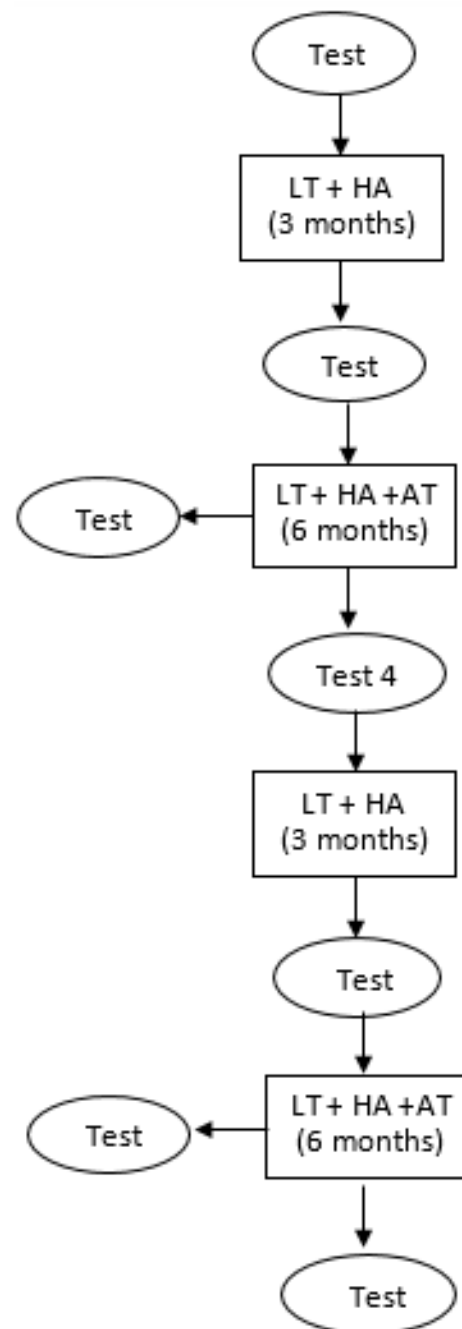 Test
LT + HA
(3 months)
Test
LT + HA +AT
(6 months)
Test
Test 4
LT + HA
(3 months)
Test
LT + HA +AT
(6 months)
Test
Test